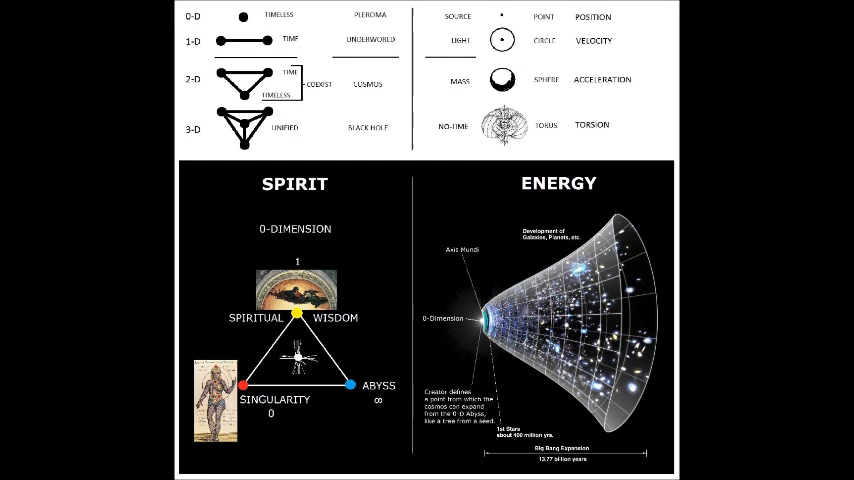 0-D TIMELESS PLEROMA
1-D TIME UNDERWORLD
2-D TIME TIMELESS COEXIST COSMOS
3-D UNIFIED BLACK HOLE
SOURCE POINT POSITION
LIGHT CIRCLE VELOCITY
MASS SPHERE ACCELERATION
NO-TIME TORUS TORSION
SPIRIT
0-DIMENSION
1
SPIRITUAL WISDOM
SINGULARITY
0
ABYSS
∞
ENERGY
Development of
Galaxies, Planets, etc.
Axis Mundi
0-Dimension
Creator defines
a point from which the
cosmos can expand
from the 0-D Abyss,
like a tree from a seed.
1st Stars
about 400 million yrs.
Big Bang Expansion
13.77 billion years